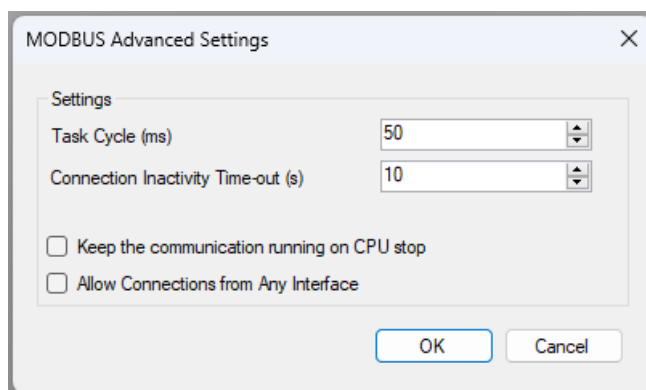 MODBUS Advanced Settings
Settings
Task Cycle (ms) 50
Connection Inactivity Time-out (s) 10
Keep the communication running on CPU stop
Allow Connections from Any Interface
OK Cancel